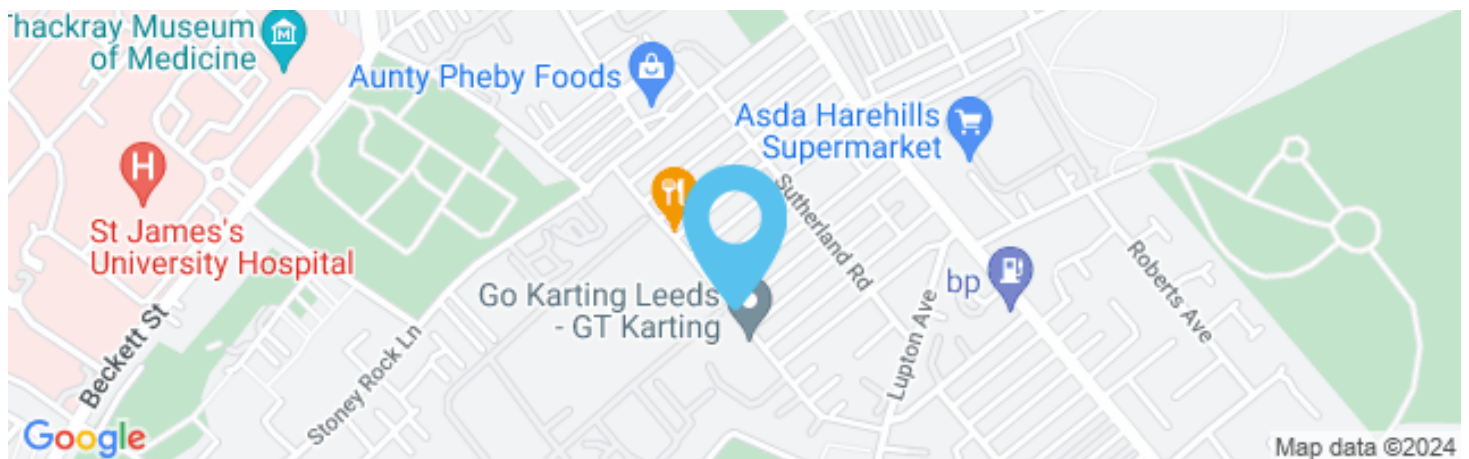 Thackray Museum
of Medicine
Aunty Pheby Foods
Asda Harehills
Supermarket
H
St James's
University Hospital
Sutherland Rd
Go Karting Leeds
- GT Karting
bp
Roberts Ave
Lupton Ave
Beckett St
Stoney Rock Ln
Google
Map data ©2024
M